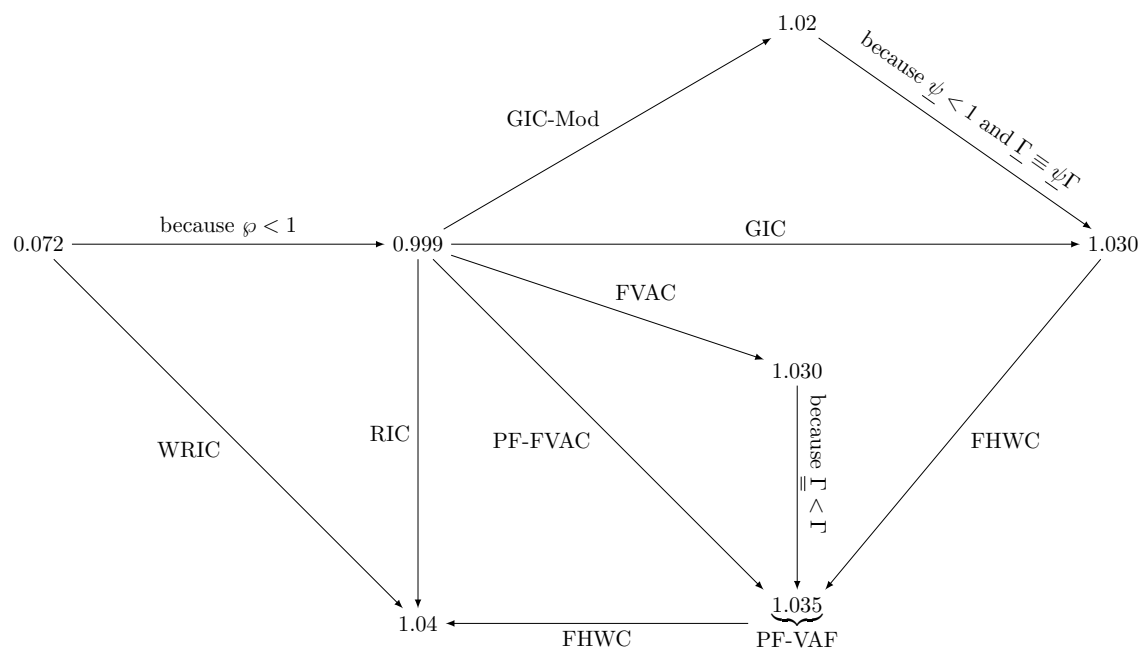 1.02
because ψ̲ < 1 and Γ̲ ≡ ψ̲Γ
GIC-Mod
0.072
because ℘ < 1
0.999
GIC
1.030
FVAC
1.030
WRIC
RIC
PF-FVAC
because Γ̳ < Γ
FHWC
1.04
FHWC
1.035
PF-VAF